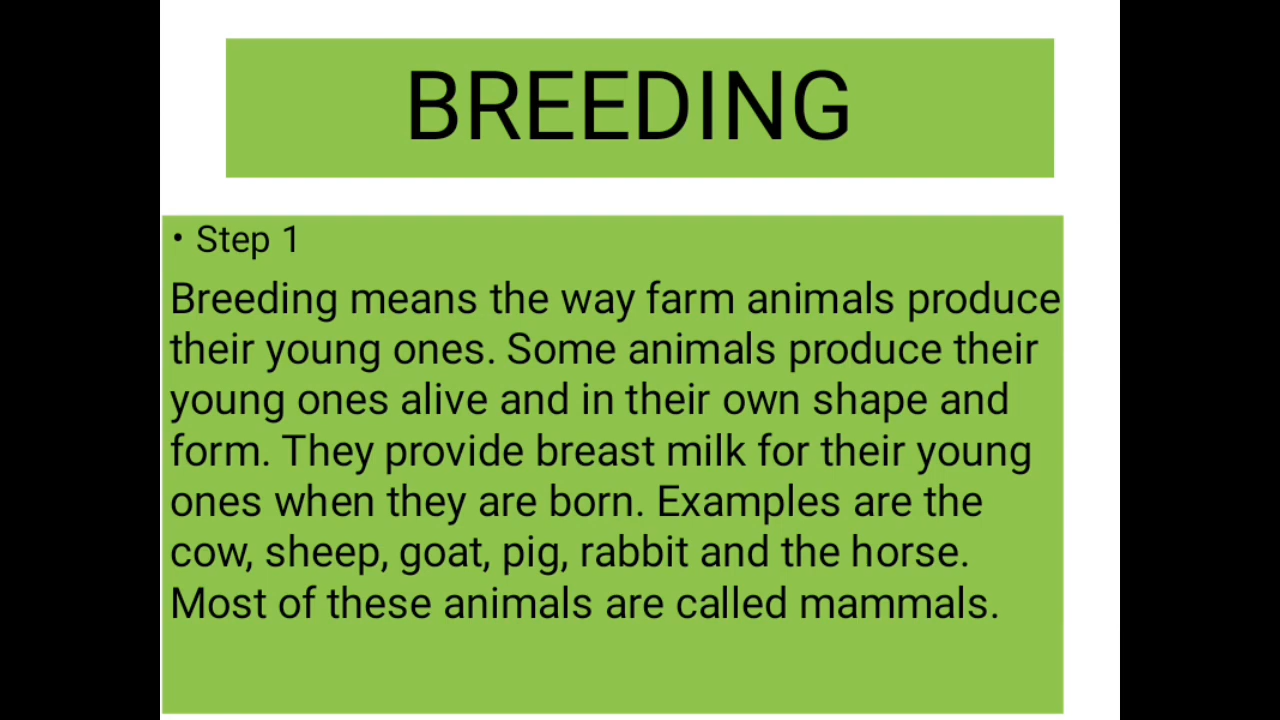 BREEDING
• Step 1
Breeding means the way farm animals produce
their young ones. Some animals produce their
young ones alive and in their own shape and
form. They provide breast milk for their young
ones when they are born. Examples are the
cow, sheep, goat, pig, rabbit and the horse.
Most of these animals are called mammals.